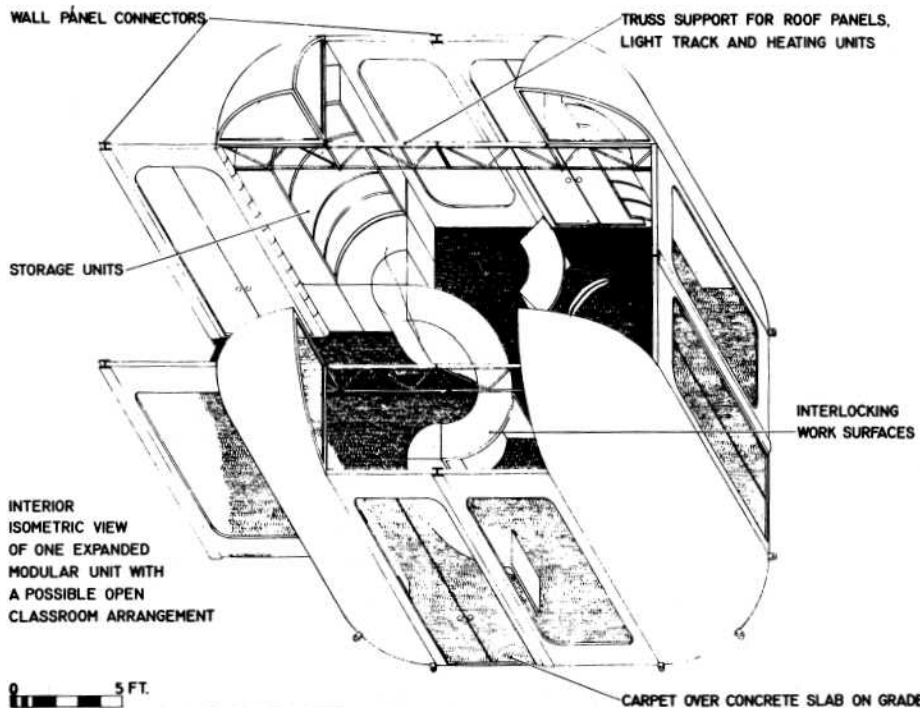 WALL PANEL CONNECTORS
TRUSS SUPPORT FOR ROOF PANELS,
LIGHT TRACK AND HEATING UNITS
STORAGE UNITS
INTERLOCKING
WORK SURFACES
INTERIOR
ISOMETRIC VIEW
OF ONE EXPANDED
MODULAR UNIT WITH
A POSSIBLE OPEN
CLASSROOM ARRANGEMENT
0 5 FT.
CARPET OVER CONCRETE SLAB ON GRADE